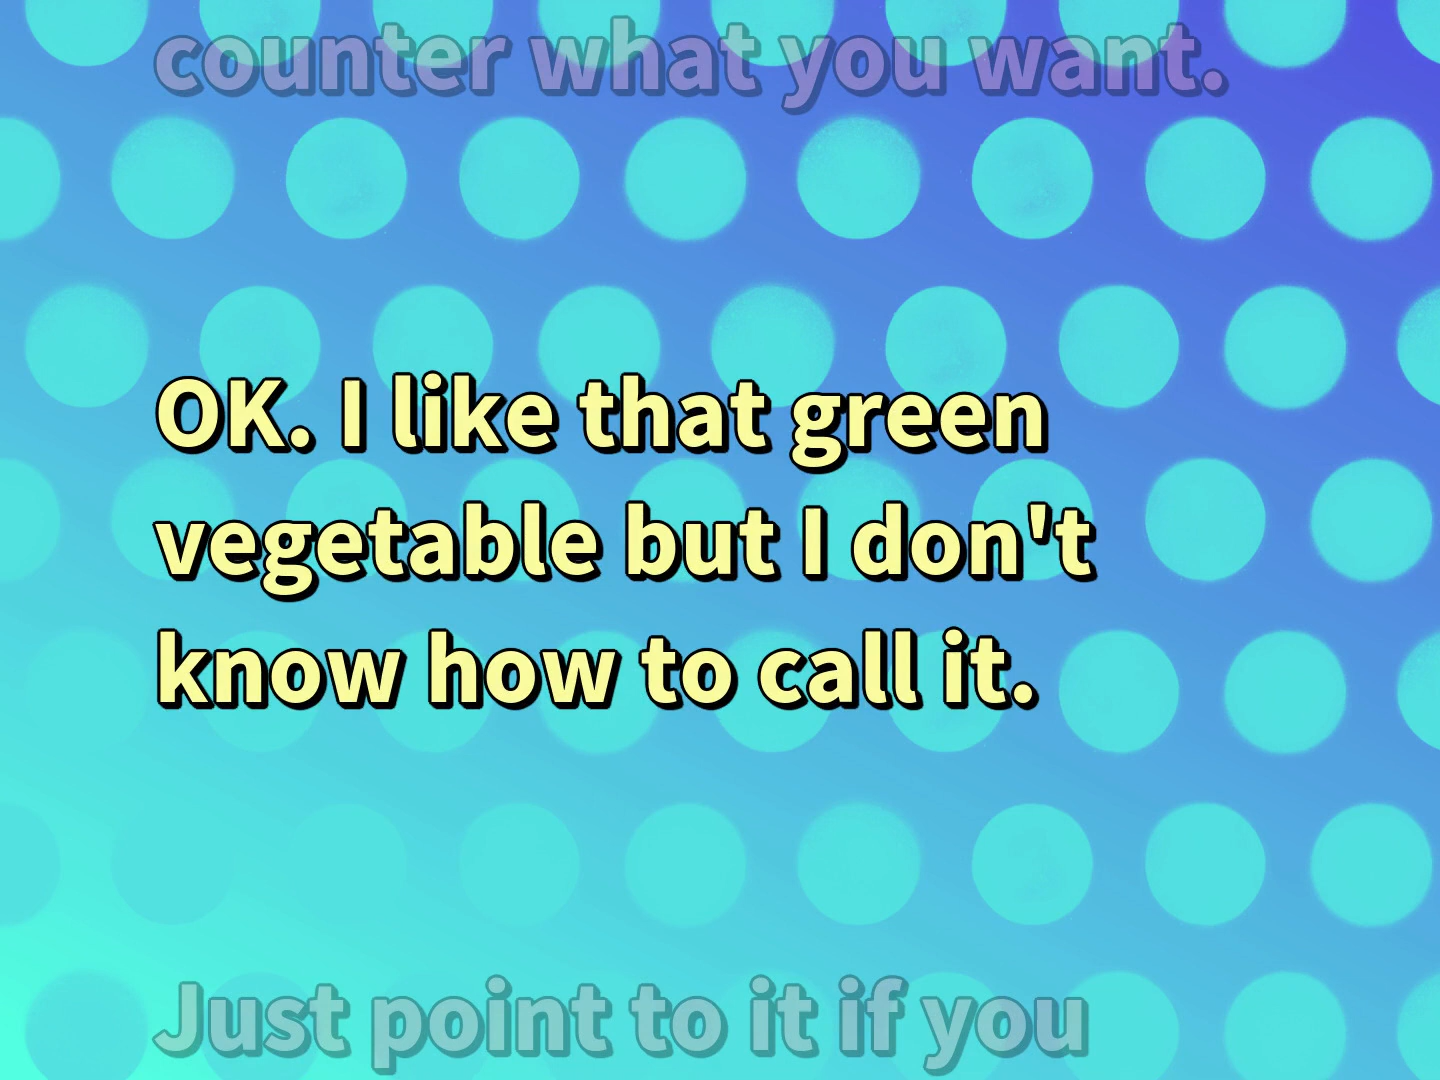 counter what you want.
OK. I like that green
vegetable but I don't
know how to call it.
Just point to it if you